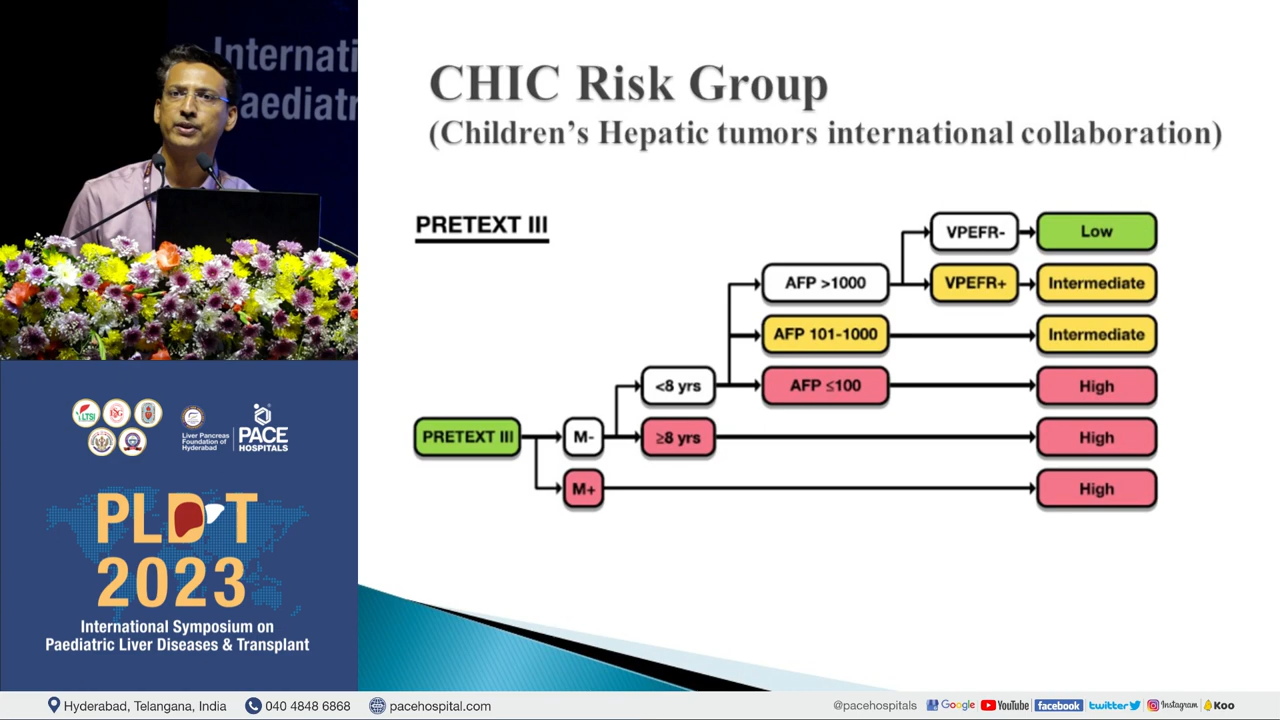 Internati
aediatr
CHIC Risk Group
(Children's Hepatic tumors international collaboration)
PRETEXT III
VPEFR-
Low
AFP >1000
VPEFR+
Intermediate
AFP 101-1000
Intermediate
<8 yrs
AFP ≤100
High
PRETEXT III
M-
≥8 yrs
High
M+
High
LTSI
Liver Pancreas
Foundation of
Hyderabad
PACE
HOSPITALS
PLDT
2023
International Symposium on
Paediatric Liver Diseases & Transplant
Hyderabad, Telangana, India
040 4848 6868
pacehospital.com
@pacehospitals
Google
YouTube
facebook
twitter
Instagram
Koo